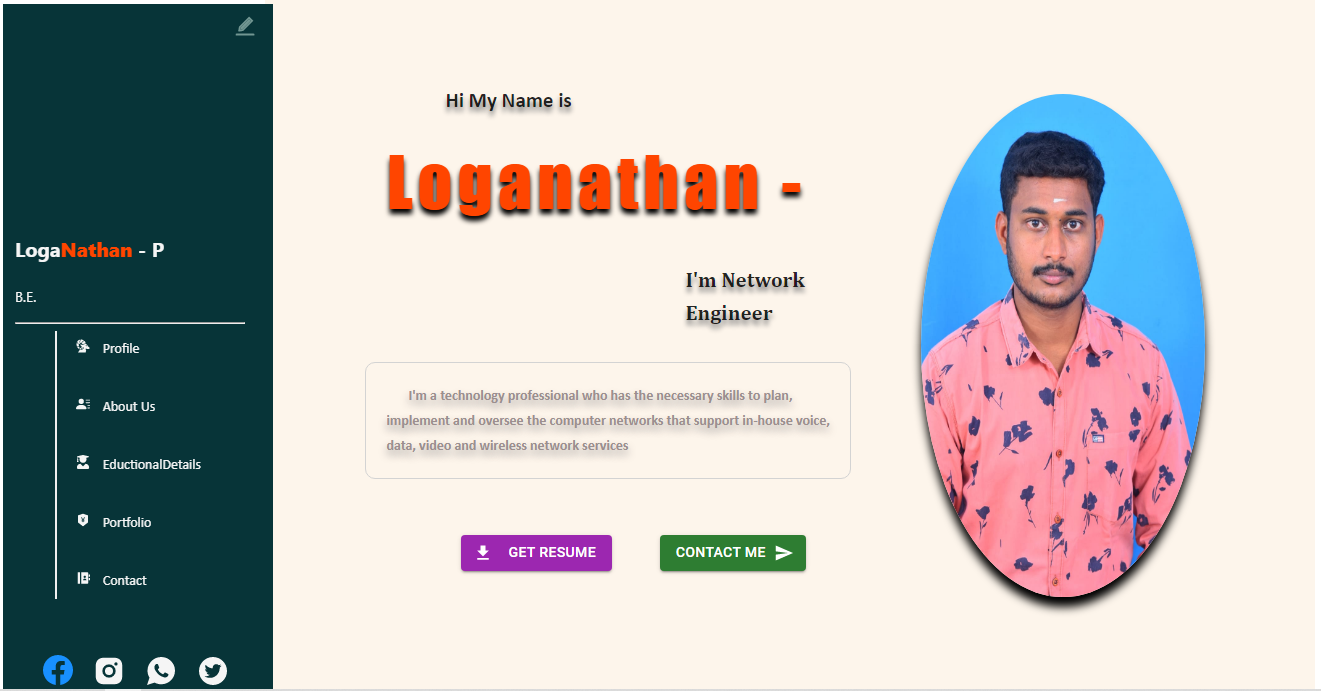 LogaNathan - P
B.E.
Profile
About Us
EductionalDetails
Portfolio
Contact
Hi My Name is
Loganathan -
I'm Network
Engineer
I'm a technology professional who has the necessary skills to plan,
implement and oversee the computer networks that support in-house voice,
data, video and wireless network services
GET RESUME
CONTACT ME